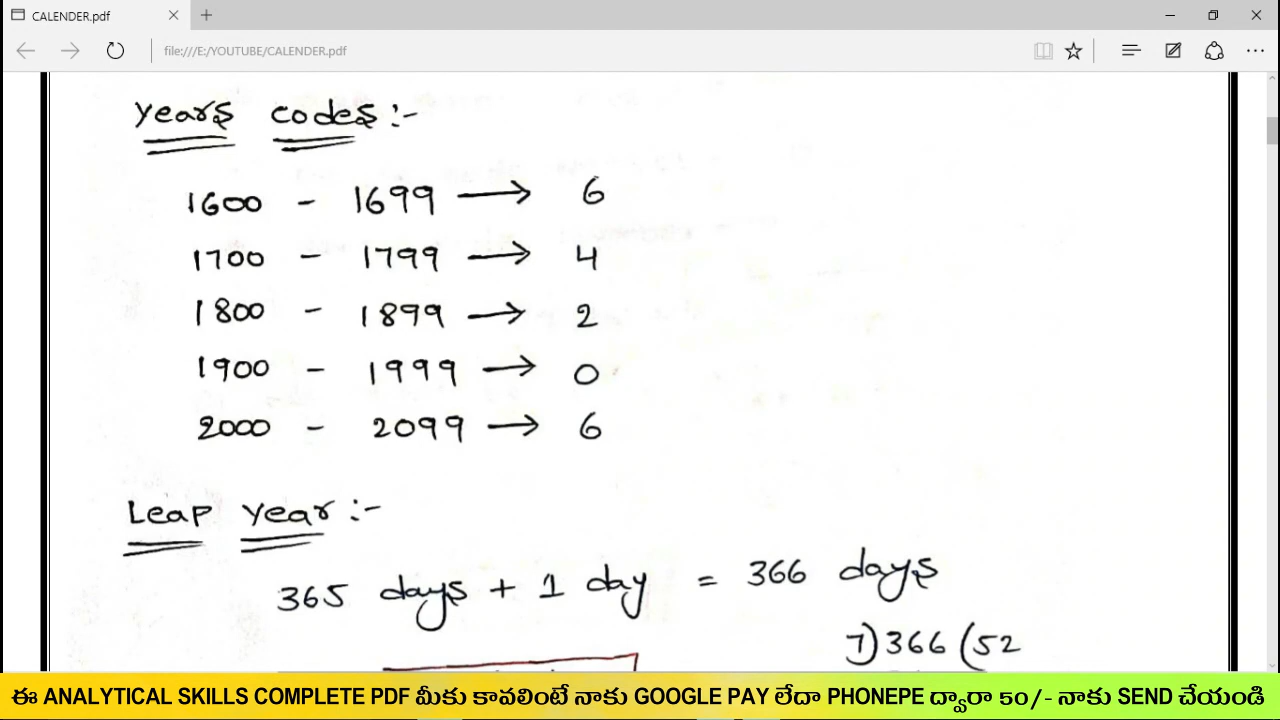 CALENDER.pdf
file:///E:/YOUTUBE/CALENDER.pdf
Years codes :-
1600 - 1699 → 6
1700 - 1799 → 4
1800 - 1899 → 2
1900 - 1999 → 0
2000 - 2099 → 6
Leap year :-
365 days + 1 day = 366 days
7)366(52
ఈ ANALYTICAL SKILLS COMPLETE PDF మీకు కావలింటే నాకు GOOGLE PAY లేదా PHONEPE ద్వారా 50/- నాకు SEND చేయండి